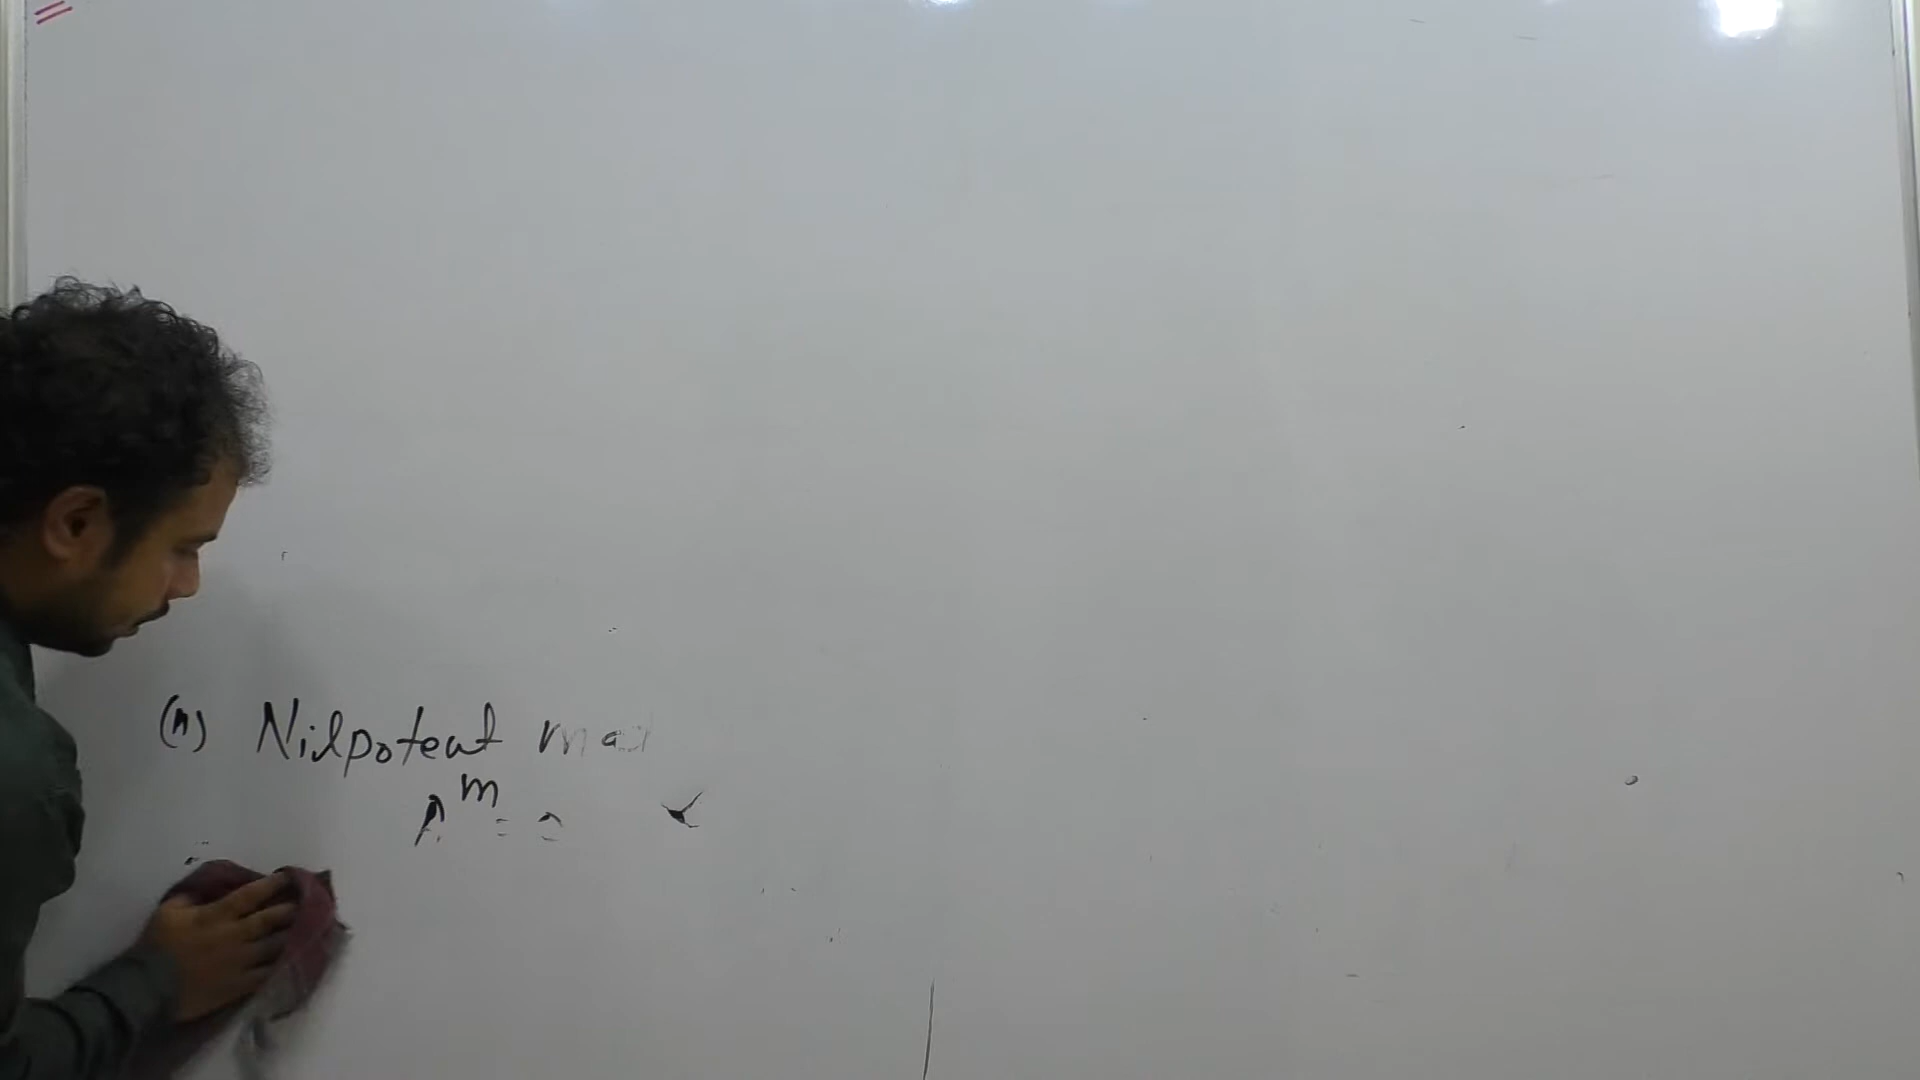 (n) Nilpotent mat
A^m = 0